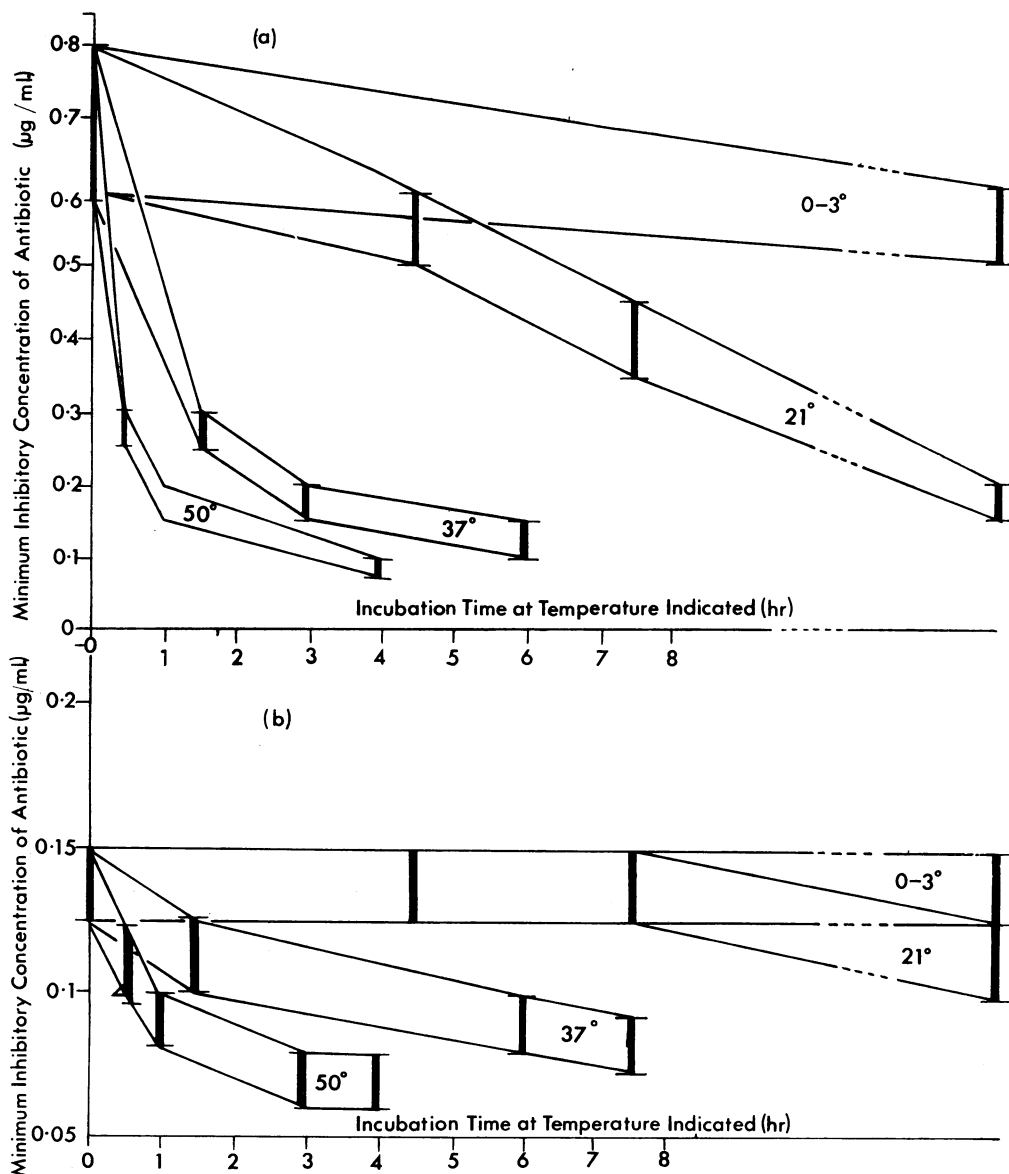 (a)
Minimum Inhibitory Concentration of Antibiotic (µg/mL)
0·8
0·7
0·6
0·5
0·4
0·3
0·2
0·1
0
0-3°
21°
50°
37°
Incubation Time at Temperature Indicated (hr)
-0 1 2 3 4 5 6 7 8
(b)
Minimum Inhibitory Concentration of Antibiotic (µg/mL)
0·2
0·15
0·1
0·05
0-3°
21°
37°
50°
Incubation Time at Temperature Indicated (hr)
0 1 2 3 4 5 6 7 8